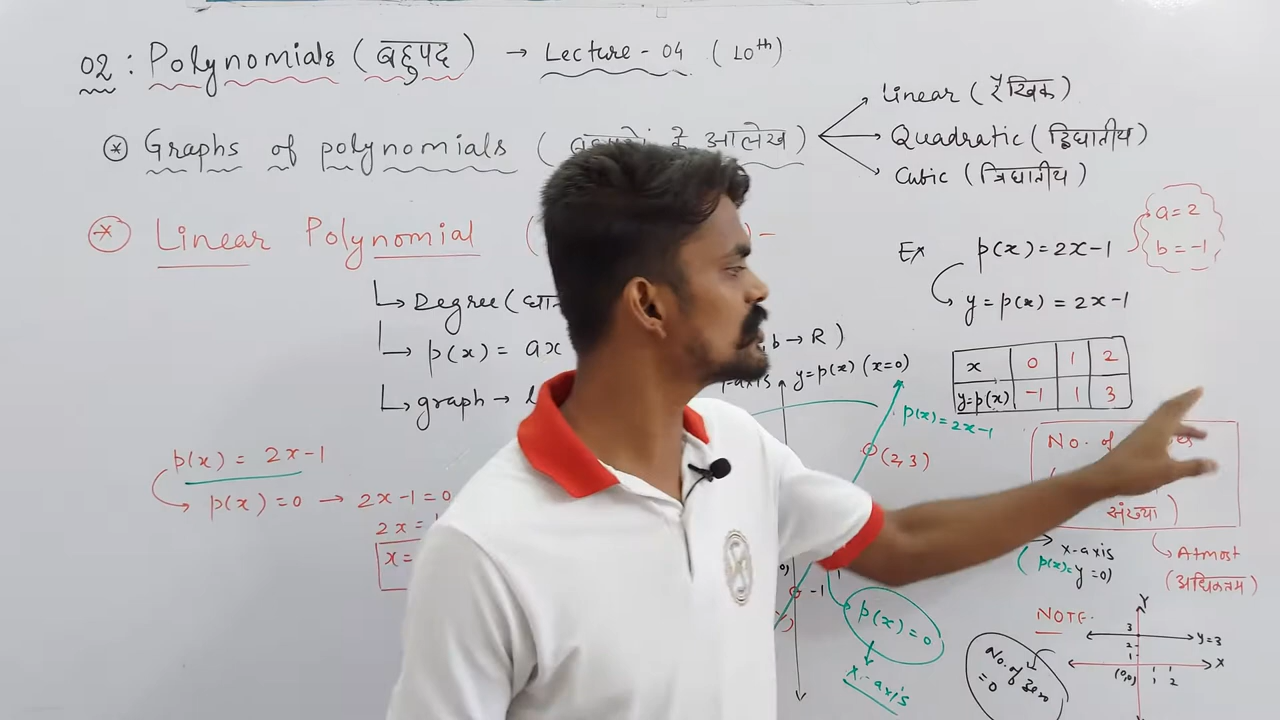 02 : Polynomials (बहुपद) → Lecture - 04 (10th)
* Graphs of polynomials ( के आलेख)
Linear (रैखिक)
Quadratic (द्विघातीय)
Cubic (त्रिघातीय)
* Linear Polynomial ( -
Degree (
p(x) = ax
, b → R )
graph →
Ex p(x) = 2x-1
a = 2
b = -1
y = p(x) = 2x-1
x 0 1 2
y=p(x) -1 1 3
y=p(x) (x=0)
p(x) = 2x-1
(2,3)
No. of
संख्या )
Atmost
(अधिकतम)
p(x) = 2x-1
p(x) = 0 → 2x-1=0
2x =
x =
x-axis
(p(x)= y=0)
-1
p(x) = 0
x-axis
NOTE-
No. of zero
= 0
Y
3
2
1
y=3
X
(0,0) 1 2